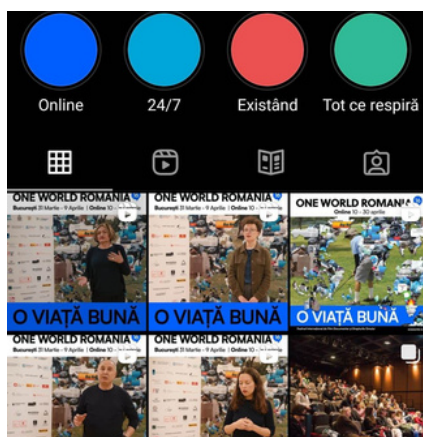 Online
24/7
Existând
Tot ce respiră
ONE WORLD ROMANIA
București 31 Martie - 9 Aprilie | Online 10 -
O VIAȚĂ BUNĂ
ONE WORLD ROMANIA
București 31 Martie - 9 Aprilie | Online 10 -
O VIAȚĂ BUNĂ
ONE WORLD ROMANIA
Online 10 - 30 aprilie
O VIAȚĂ BUNĂ
ONE WORLD ROMANIA
București 31 Martie - 9 Aprilie | Online 10 -
ONE WORLD ROMANIA
București 31 Martie - 9 Aprilie | Online 10 -